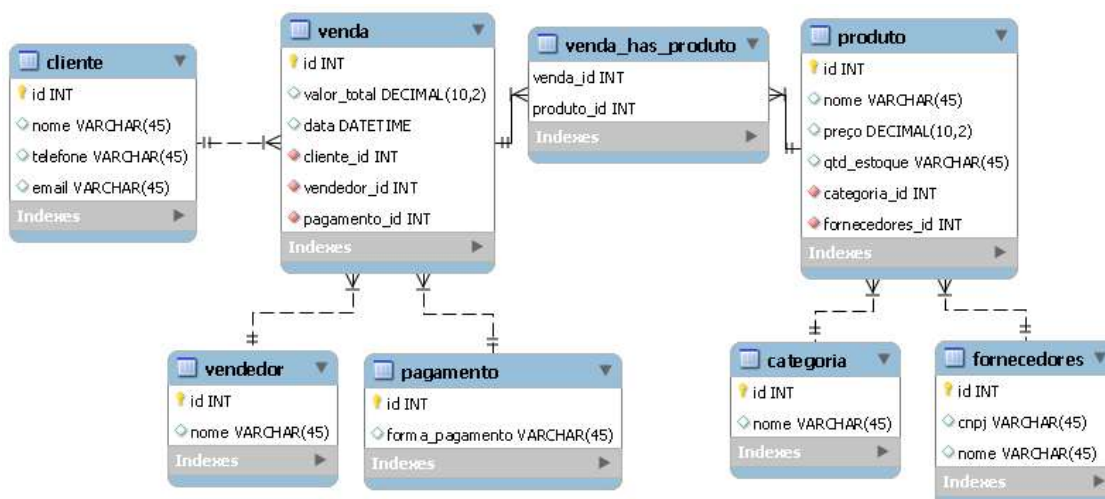 cliente
id INT
nome VARCHAR(45)
telefone VARCHAR(45)
email VARCHAR(45)
Indexes
venda
id INT
valor_total DECIMAL(10,2)
data DATETIME
cliente_id INT
vendedor_id INT
pagamento_id INT
Indexes
venda_has_produto
venda_id INT
produto_id INT
Indexes
produto
id INT
nome VARCHAR(45)
preço DECIMAL(10,2)
qtd_estoque VARCHAR(45)
categoria_id INT
fornecedores_id INT
Indexes
vendedor
id INT
nome VARCHAR(45)
Indexes
pagamento
id INT
forma_pagamento VARCHAR(45)
Indexes
categoria
id INT
nome VARCHAR(45)
Indexes
fornecedores
id INT
cnpj VARCHAR(45)
nome VARCHAR(45)
Indexes